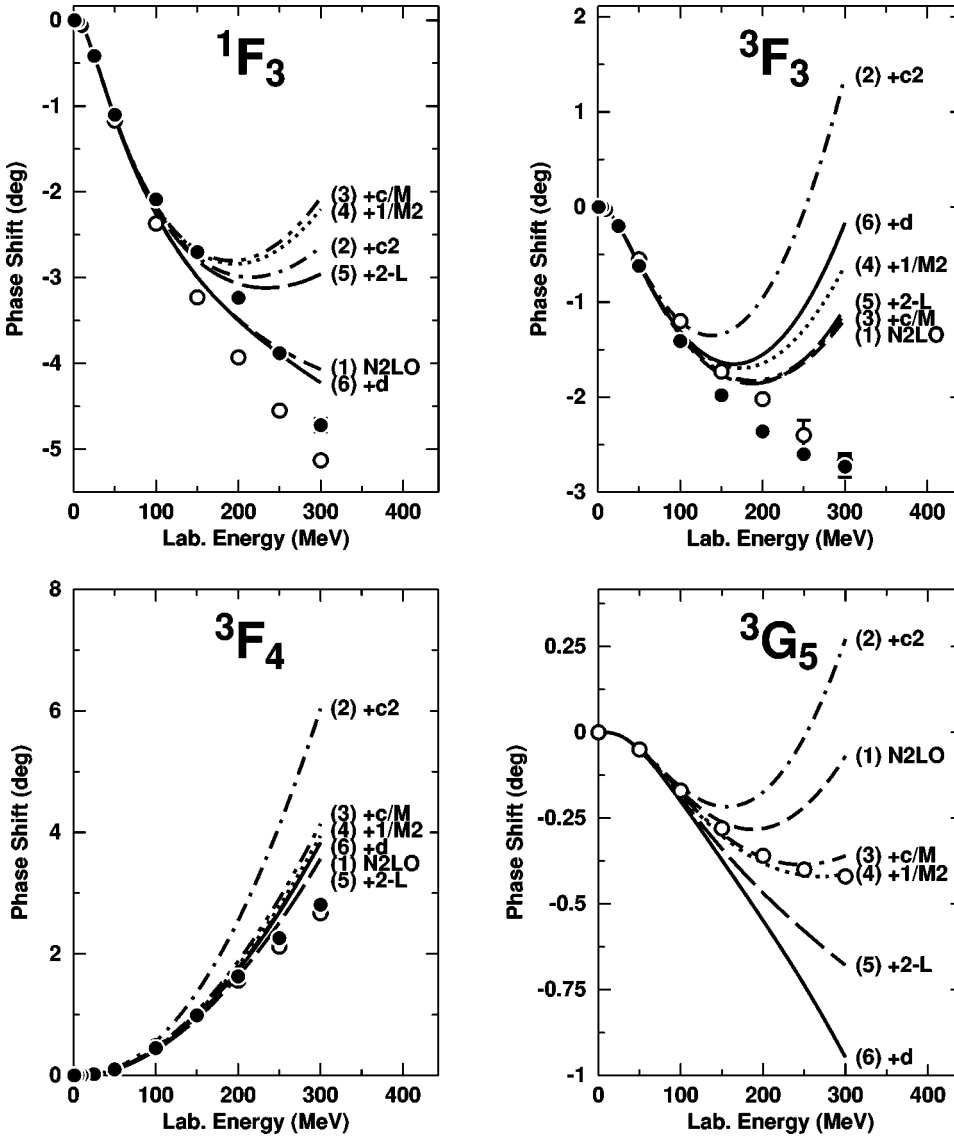 ¹F₃
Phase Shift (deg)
0
-1
-2
-3
-4
-5
(3) +c/M
(4) +1/M2
(2) +c2
(5) +2-L
(1) N2LO
(6) +d
0 100 200 300 400
Lab. Energy (MeV)
³F₃
Phase Shift (deg)
2
1
0
-1
-2
-3
(2) +c2
(6) +d
(4) +1/M2
(5) +2-L
(3) +c/M
(1) N2LO
0 100 200 300 400
Lab. Energy (MeV)
³F₄
Phase Shift (deg)
8
6
4
2
0
(2) +c2
(3) +c/M
(4) +1/M2
(6) +d
(1) N2LO
(5) +2-L
0 100 200 300 400
Lab. Energy (MeV)
³G₅
Phase Shift (deg)
0.25
0
-0.25
-0.5
-0.75
-1
(2) +c2
(1) N2LO
(3) +c/M
(4) +1/M2
(5) +2-L
(6) +d
0 100 200 300 400
Lab. Energy (MeV)